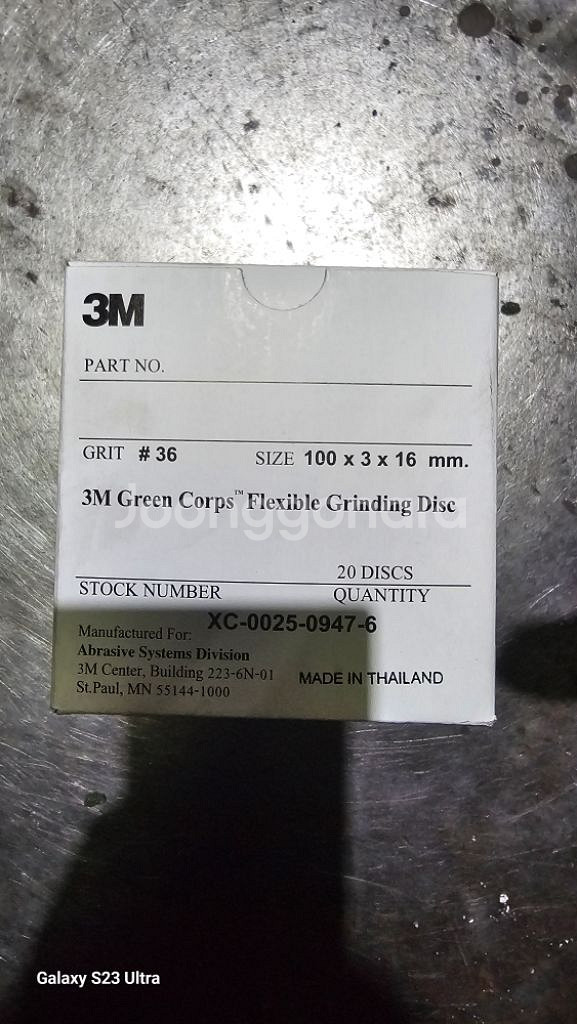 3M
PART NO.
GRIT # 36 SIZE 100 x 3 x 16 mm.
3M Green Corps™ Flexible Grinding Disc
Joonggonara
20 DISCS
STOCK NUMBER QUANTITY
XC-0025-0947-6
Manufactured For:
Abrasive Systems Division
3M Center, Building 223-6N-01 MADE IN THAILAND
St.Paul, MN 55144-1000
Galaxy S23 Ultra